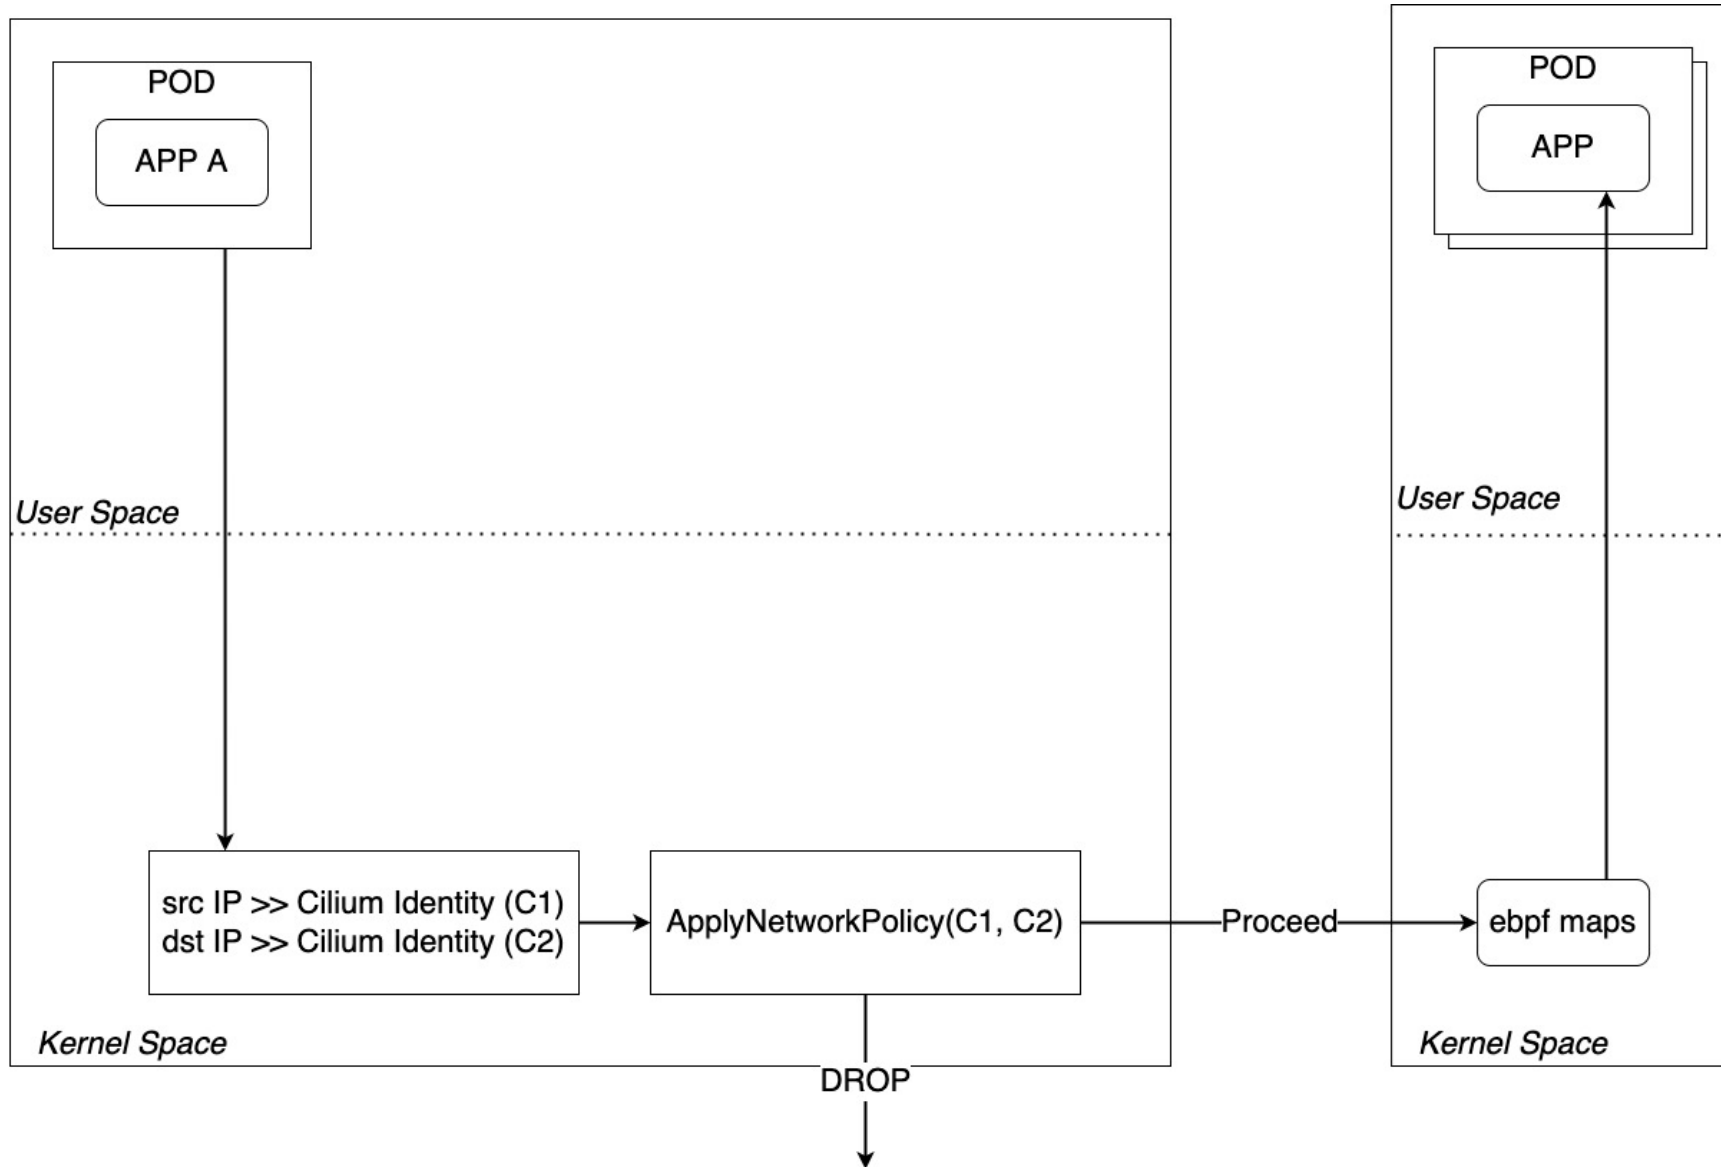 POD
APP A
User Space
src IP >> Cilium Identity (C1)
dst IP >> Cilium Identity (C2)
ApplyNetworkPolicy(C1, C2)
Kernel Space
DROP
Proceed
POD
APP
User Space
ebpf maps
Kernel Space